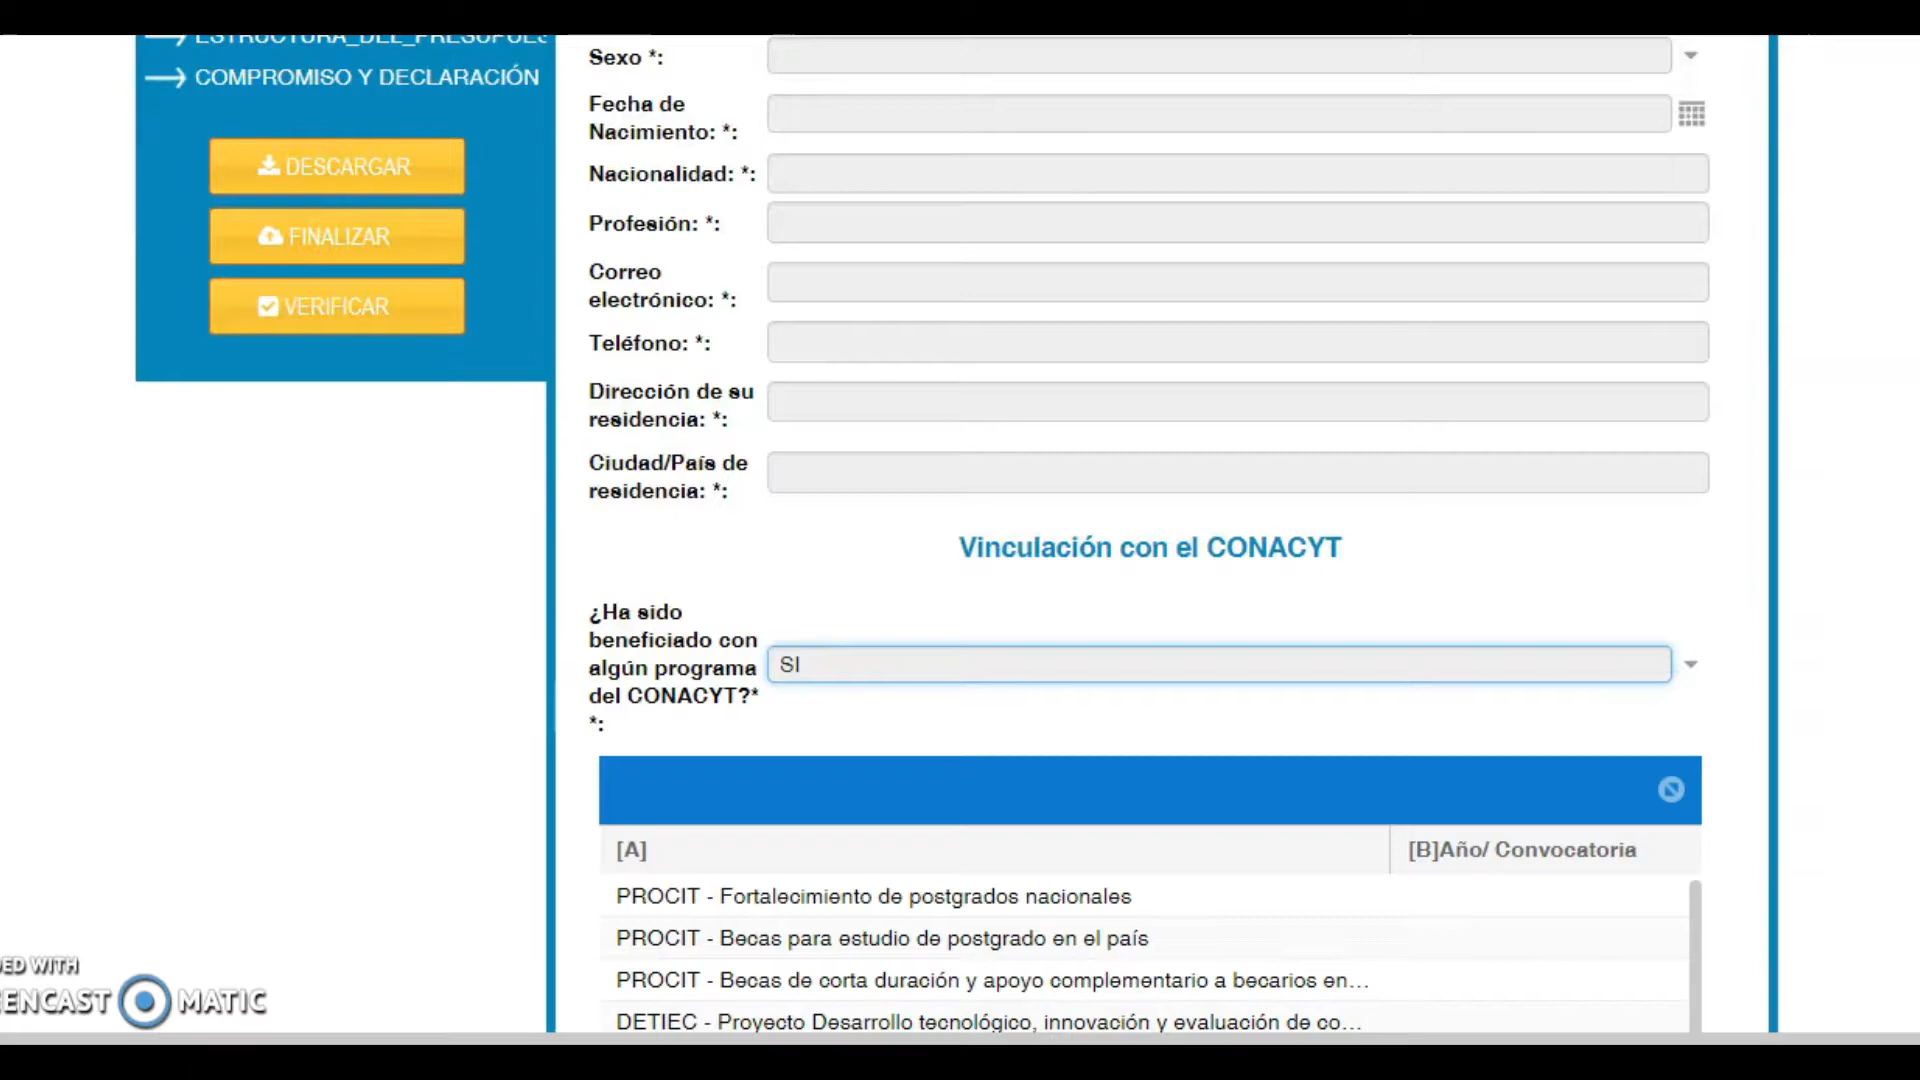 ESTRUCTURA_DEL_PRESUPUES
COMPROMISO Y DECLARACIÓN
DESCARGAR
FINALIZAR
VERIFICAR
Sexo *:
Fecha de
Nacimiento: *:
Nacionalidad: *:
Profesión: *:
Correo
electrónico: *:
Teléfono: *:
Dirección de su
residencia: *:
Ciudad/País de
residencia: *:
Vinculación con el CONACYT
¿Ha sido
beneficiado con
algún programa
del CONACYT?*
*:
SI
[A]
[B]Año/ Convocatoria
PROCIT - Fortalecimiento de postgrados nacionales
PROCIT - Becas para estudio de postgrado en el país
PROCIT - Becas de corta duración y apoyo complementario a becarios en...
DETIEC - Proyecto Desarrollo tecnológico, innovación y evaluación de co...
DED WITH
EENCAST MATIC